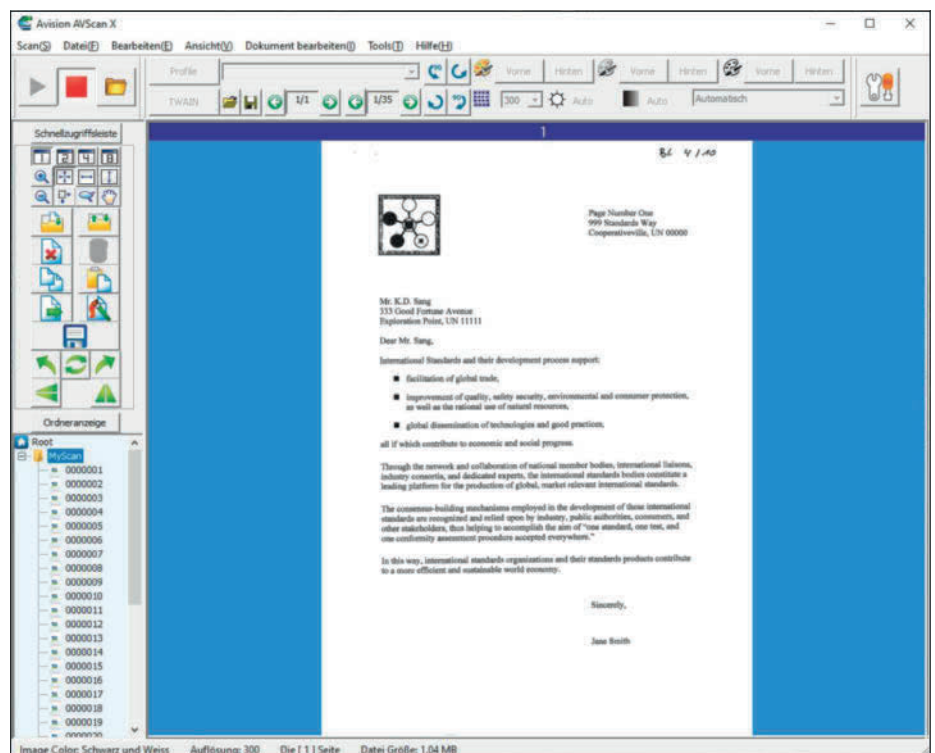 Avision AVScan X
Scan(S) Datei(F) Bearbeiten(E) Ansicht(V) Dokument bearbeiten(I) Tools(T) Hilfe(H)
Profile Vorne Hinten Vorne Hinten Vorne Hinten
TWAIN 1/1 1/35 90 300 Auto Auto Automatisch
Schnellzugriffsleiste
1 2 4 8
1
4/10
Page Number One
999 Standards Way
Cooperativeville, UN 00000
Mr. K.D. Sang
333 Good Fortune Avenue
Exploration Point, UN 11111
Dear Mr. Sang,
International Standards and their development process support:
■ facilitation of global trade,
■ improvement of quality, safety security, environmental and consumer protection,
as well as the rational use of natural resources,
■ global dissemination of technologies and good practices,
all if which contribute to economic and social progress.
Through the network and collaboration of national member bodies, international liaisons,
industry consortia, and dedicated experts, the international standards bodies constitute a
leading platform for the production of global, market relevant international standards.
The consensus-building mechanisms employed in the development of these international
standards are recognized and relied upon by industry, public authorities, consumers, and
other stakeholders, thus helping to accomplish the aim of "one standard, one test, and
one conformity assessment procedure accepted everywhere."
In this way, international standards organizations and their standards products contribute
to a more efficient and sustainable world economy.
Sincerely,
Jane Smith
Ordneranzeige
Root
MyScan
0000001
0000002
0000003
0000004
0000005
0000006
0000007
0000008
0000009
0000010
0000011
0000012
0000013
0000014
0000015
0000016
0000017
0000018
0000019
0000020
Image Color: Schwarz und Weiss Auflösung: 300 Die [ 1 ] Seite Datei Größe: 1.04 MB